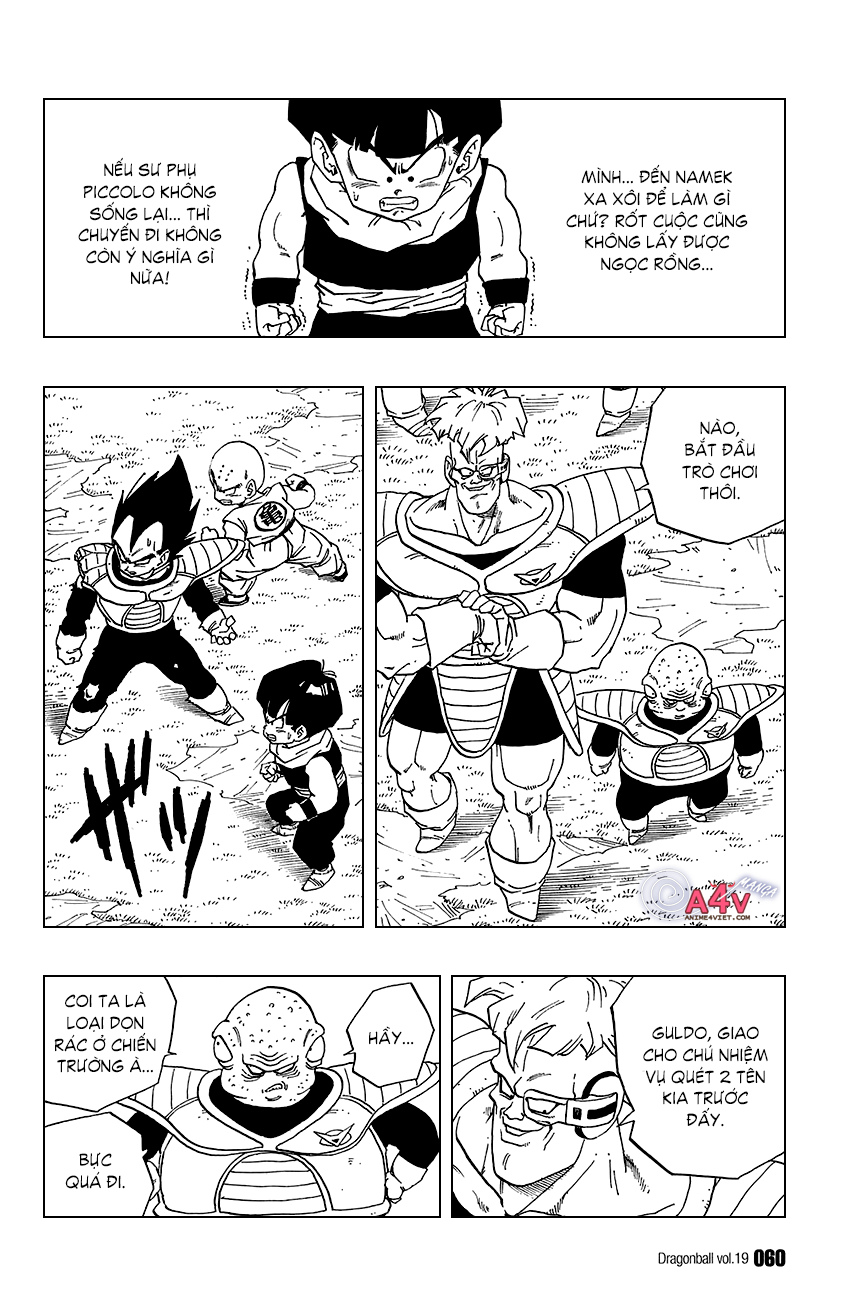 MÌNH... ĐẾN NAMEK
XA XÔI ĐỂ LÀM GÌ
CHỨ? RỐT CUỘC CŨNG
KHÔNG LẤY ĐƯỢC
NGỌC RỒNG...
NẾU SƯ PHỤ
PICCOLO KHÔNG
SỐNG LẠI... THÌ
CHUYẾN ĐI KHÔNG
CÒN Ý NGHĨA GÌ
NỮA!
NÀO,
BẮT ĐẦU
TRÒ CHƠI
THÔI.
MANGA
A4V
ANIME4VIET.COM
GULDO, GIAO
CHO CHÚ NHIỆM
VỤ QUÉT 2 TÊN
KIA TRƯỚC
ĐẤY.
HẦY...
COI TA LÀ
LOẠI DỌN
RÁC Ở CHIẾN
TRƯỜNG À...
BỰC
QUÁ ĐI.
Dragonball vol.19 060